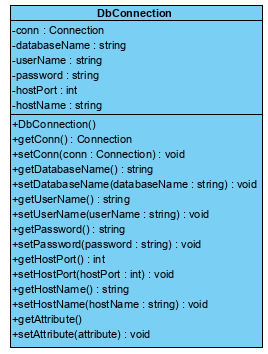 DbConnection
-conn : Connection
-databaseName : string
-userName : string
-password : string
-hostPort : int
-hostName : string
+DbConnection()
+getConn() : Connection
+setConn(conn : Connection) : void
+getDatabaseName() : string
+setDatabaseName(databaseName : string) : void
+getUserName() : string
+setUserName(userName : string) : void
+getPassword() : string
+setPassword(password : string) : void
+getHostPort() : int
+setHostPort(hostPort : int) : void
+getHostName() : string
+setHostName(hostName : string) : void
+getAttribute()
+setAttribute(attribute) : void